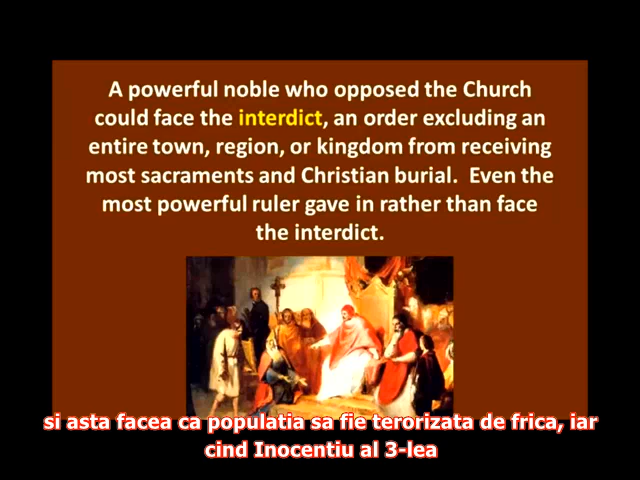 A powerful noble who opposed the Church
could face the interdict, an order excluding an
entire town, region, or kingdom from receiving
most sacraments and Christian burial.  Even the
most powerful ruler gave in rather than face
the interdict.
si asta facea ca populatia sa fie terorizata de frica, iar
cind Inocentiu al 3-lea